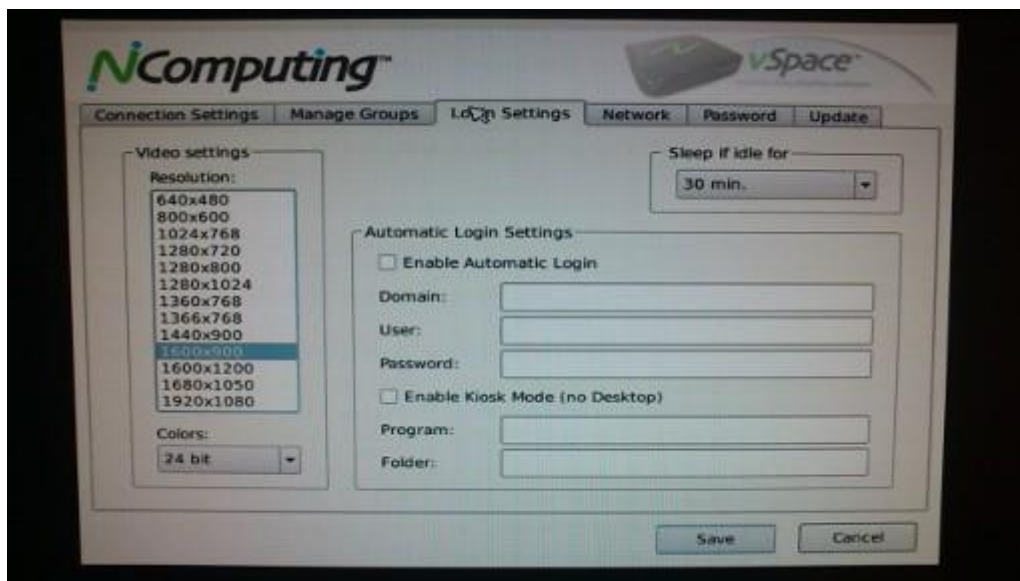 NComputing™
vSpace™
Connection Settings
Manage Groups
Login Settings
Network
Password
Update
Video settings
Resolution:
640x480
800x600
1024x768
1280x720
1280x800
1280x1024
1360x768
1366x768
1440x900
1600x900
1600x1200
1680x1050
1920x1080
Colors:
24 bit
Sleep if idle for
30 min.
Automatic Login Settings
Enable Automatic Login
Domain:
User:
Password:
Enable Kiosk Mode (no Desktop)
Program:
Folder:
Save
Cancel